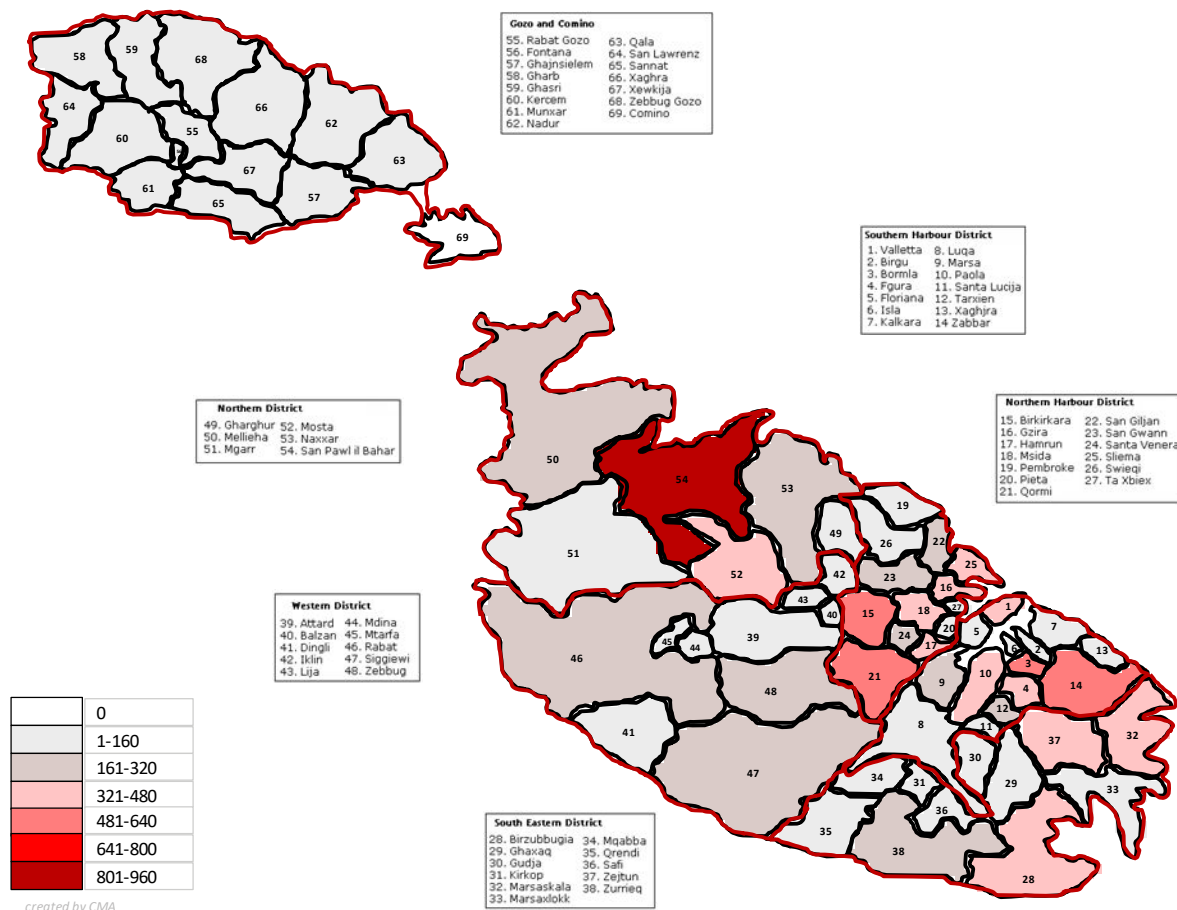 Gozo and Comino
55. Rabat Gozo 63. Qala
56. Fontana 64. San Lawrenz
57. Ghajnsielem 65. Sannat
58. Gharb 66. Xaghra
59. Ghasri 67. Xewkija
60. Kercem 68. Zebbug Gozo
61. Munxar 69. Comino
62. Nadur
58
59
68
64
66
55
62
60
63
67
61
65
57
69
Southern Harbour District
1. Valletta 8. Luqa
2. Birgu 9. Marsa
3. Bormla 10. Paola
4. Fgura 11. Santa Lucija
5. Floriana 12. Tarxien
6. Isla 13. Xaghjra
7. Kalkara 14 Zabbar
Northern District
49. Gharghur 52. Mosta
50. Mellieha 53. Naxxar
51. Mgarr 54. San Pawl il Bahar
Northern Harbour District
15. Birkirkara 22. San Giljan
16. Gzira 23. San Gwann
17. Hamrun 24. Santa Venera
18. Msida 25. Sliema
19. Pembroke 26. Swieqi
20. Pieta 27. Ta Xbiex
21. Qormi
50
54
53
19
49
26
22
51
52
42
23
25
16
43
40
15
18
27
1
20
5
7
45
44
39
24
17
6
2
13
46
3
48
21
9
10
4
14
12
41
8
11
37
32
47
30
34
31
29
33
36
35
38
28
Western District
39. Attard 44. Mdina
40. Balzan 45. Mtarfa
41. Dingli 46. Rabat
42. Iklin 47. Siggiewi
43. Lija 48. Zebbug
0
1-160
161-320
321-480
481-640
641-800
801-960
created by CMA
South Eastern District
28. Birzubbugia 34. Mqabba
29. Ghaxaq 35. Qrendi
30. Gudja 36. Safi
31. Kirkop 37. Zejtun
32. Marsaskala 38. Zurrieq
33. Marsaxlokk